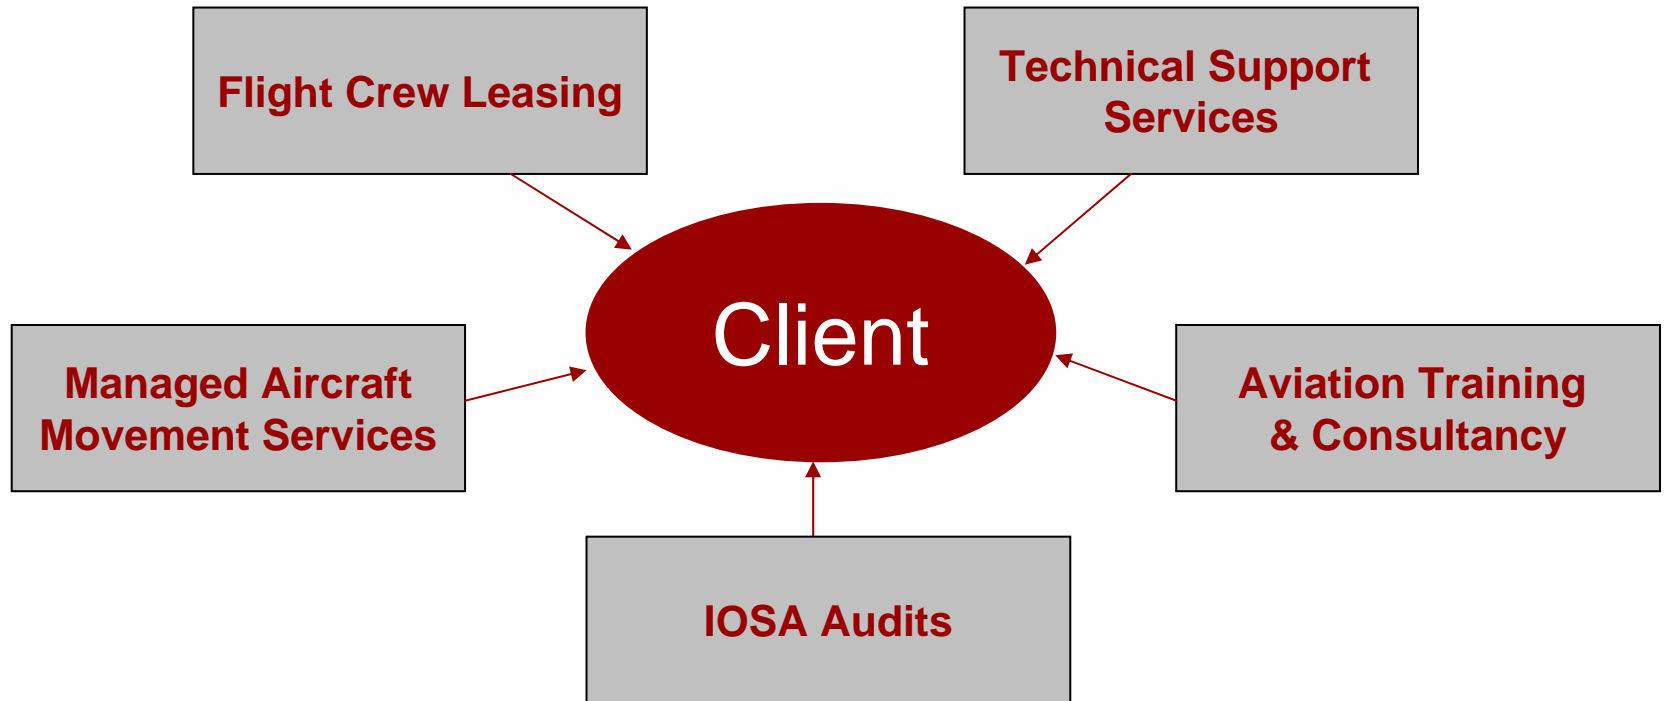 Flight Crew Leasing
Technical Support
Services
Client
Managed Aircraft
Movement Services
Aviation Training
& Consultancy
IOSA Audits